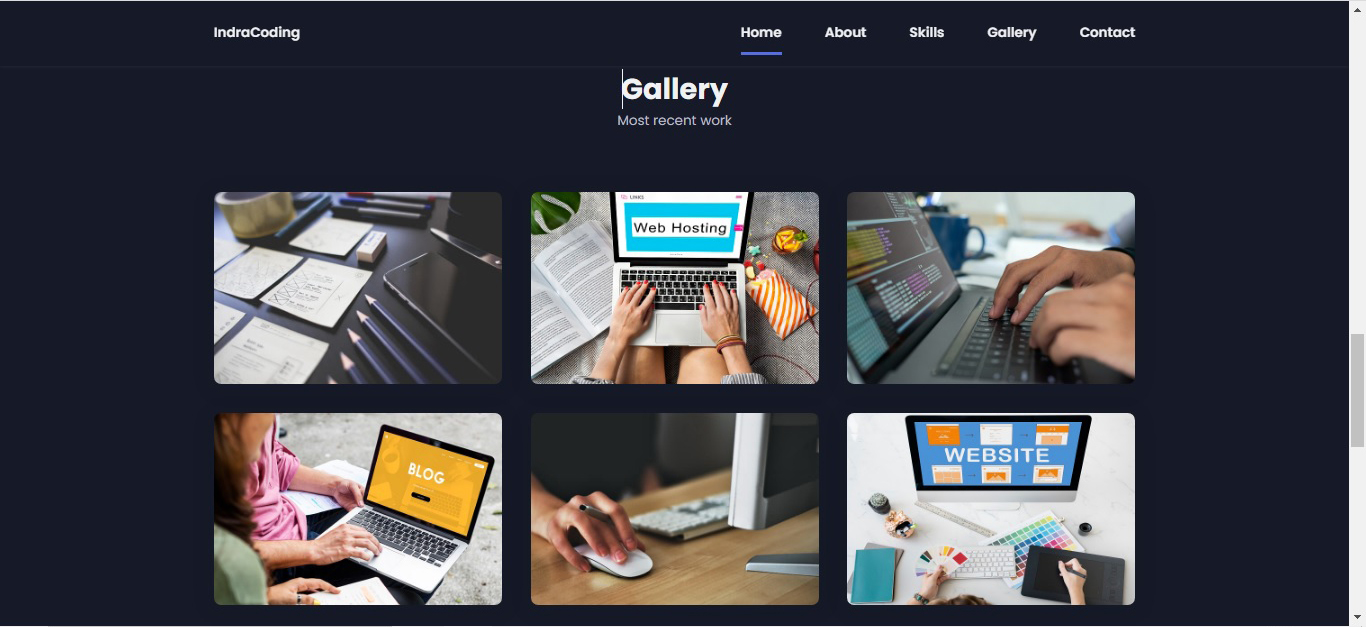 IndraCoding Home About Skills Gallery Contact
Gallery
Most recent work
LINKS
Web Hosting
BLOG
WEBSITE